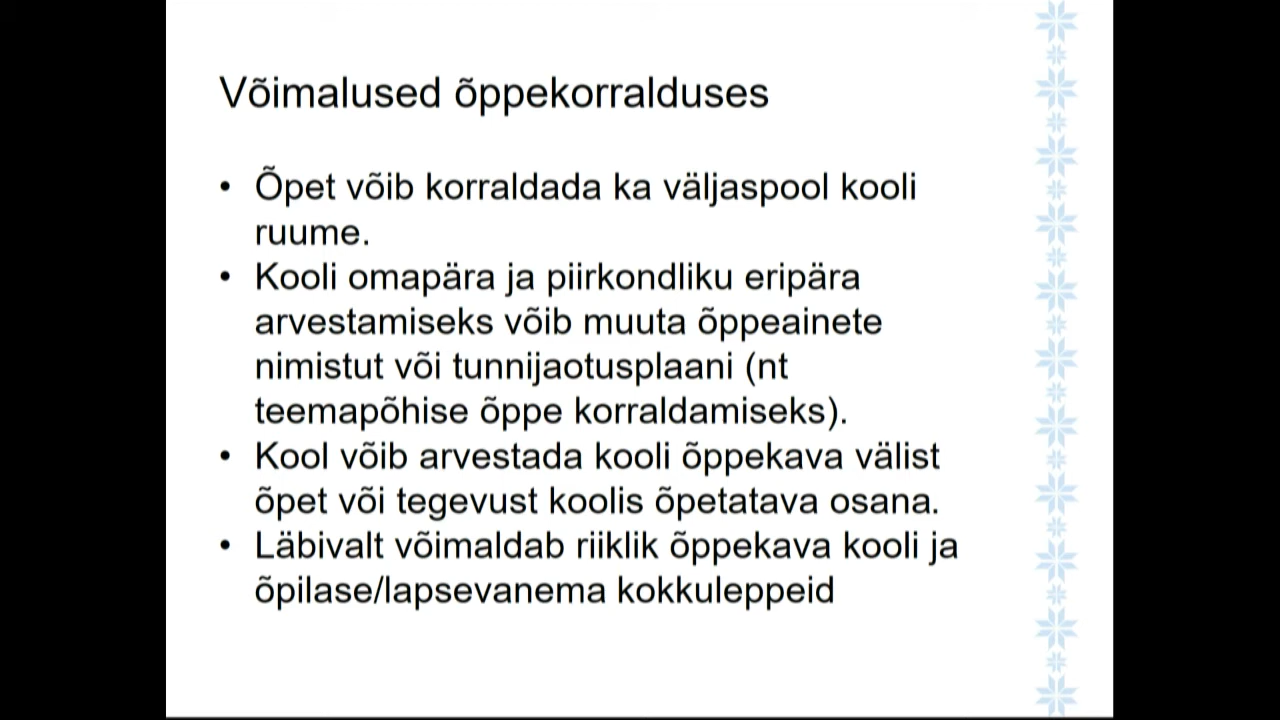 Võimalused õppekorralduses
• Õpet võib korraldada ka väljaspool kooli
ruume.
• Kooli omapära ja piirkondliku eripära
arvestamiseks võib muuta õppeainete
nimistut või tunnijaotusplaani (nt
teemapõhise õppe korraldamiseks).
• Kool võib arvestada kooli õppekava välist
õpet või tegevust koolis õpetatava osana.
• Läbivalt võimaldab riiklik õppekava kooli ja
õpilase/lapsevanema kokkuleppeid